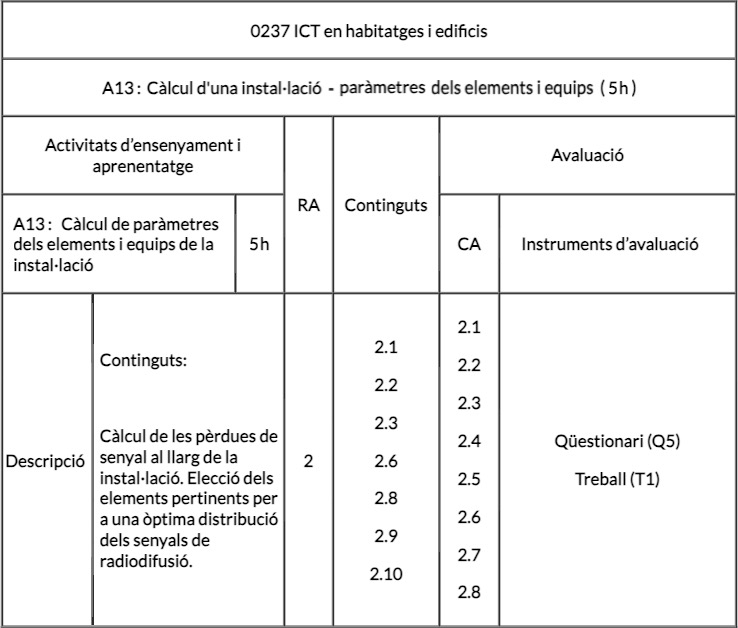 0237 ICT en habitatges i edificis
A13: Càlcul d'una instal·lació - paràmetres dels elements i equips (5h)
Activitats d'ensenyament i
aprenentatge
RA
Continguts
Avaluació
A13: Càlcul de paràmetres
dels elements i equips de la
instal·lació
5h
CA
Instruments d'avaluació
Descripció
Continguts:
Càlcul de les pèrdues de
senyal al llarg de la
instal·lació. Elecció dels
elements pertinents per
a una òptima distribució
dels senyals de
radiodifusió.
2
2.1
2.2
2.3
2.6
2.8
2.9
2.10
2.1
2.2
2.3
2.4
2.5
2.6
2.7
2.8
Qüestionari (Q5)
Treball (T1)